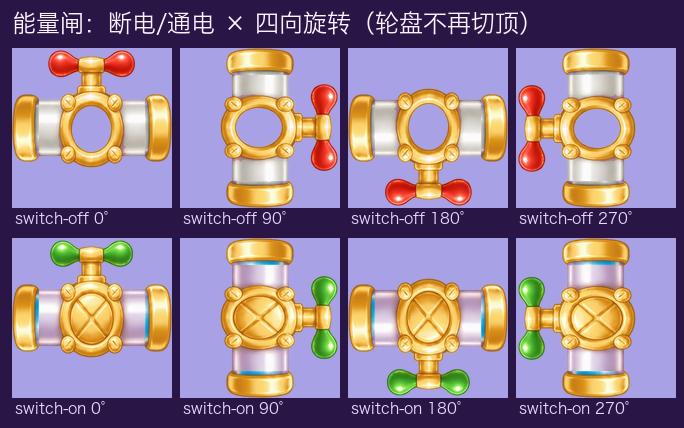 能量闸：断电/通电 × 四向旋转（轮盘不再切顶）
switch-off 0°
switch-off 90°
switch-off 180°
switch-off 270°
switch-on 0°
switch-on 90°
switch-on 180°
switch-on 270°